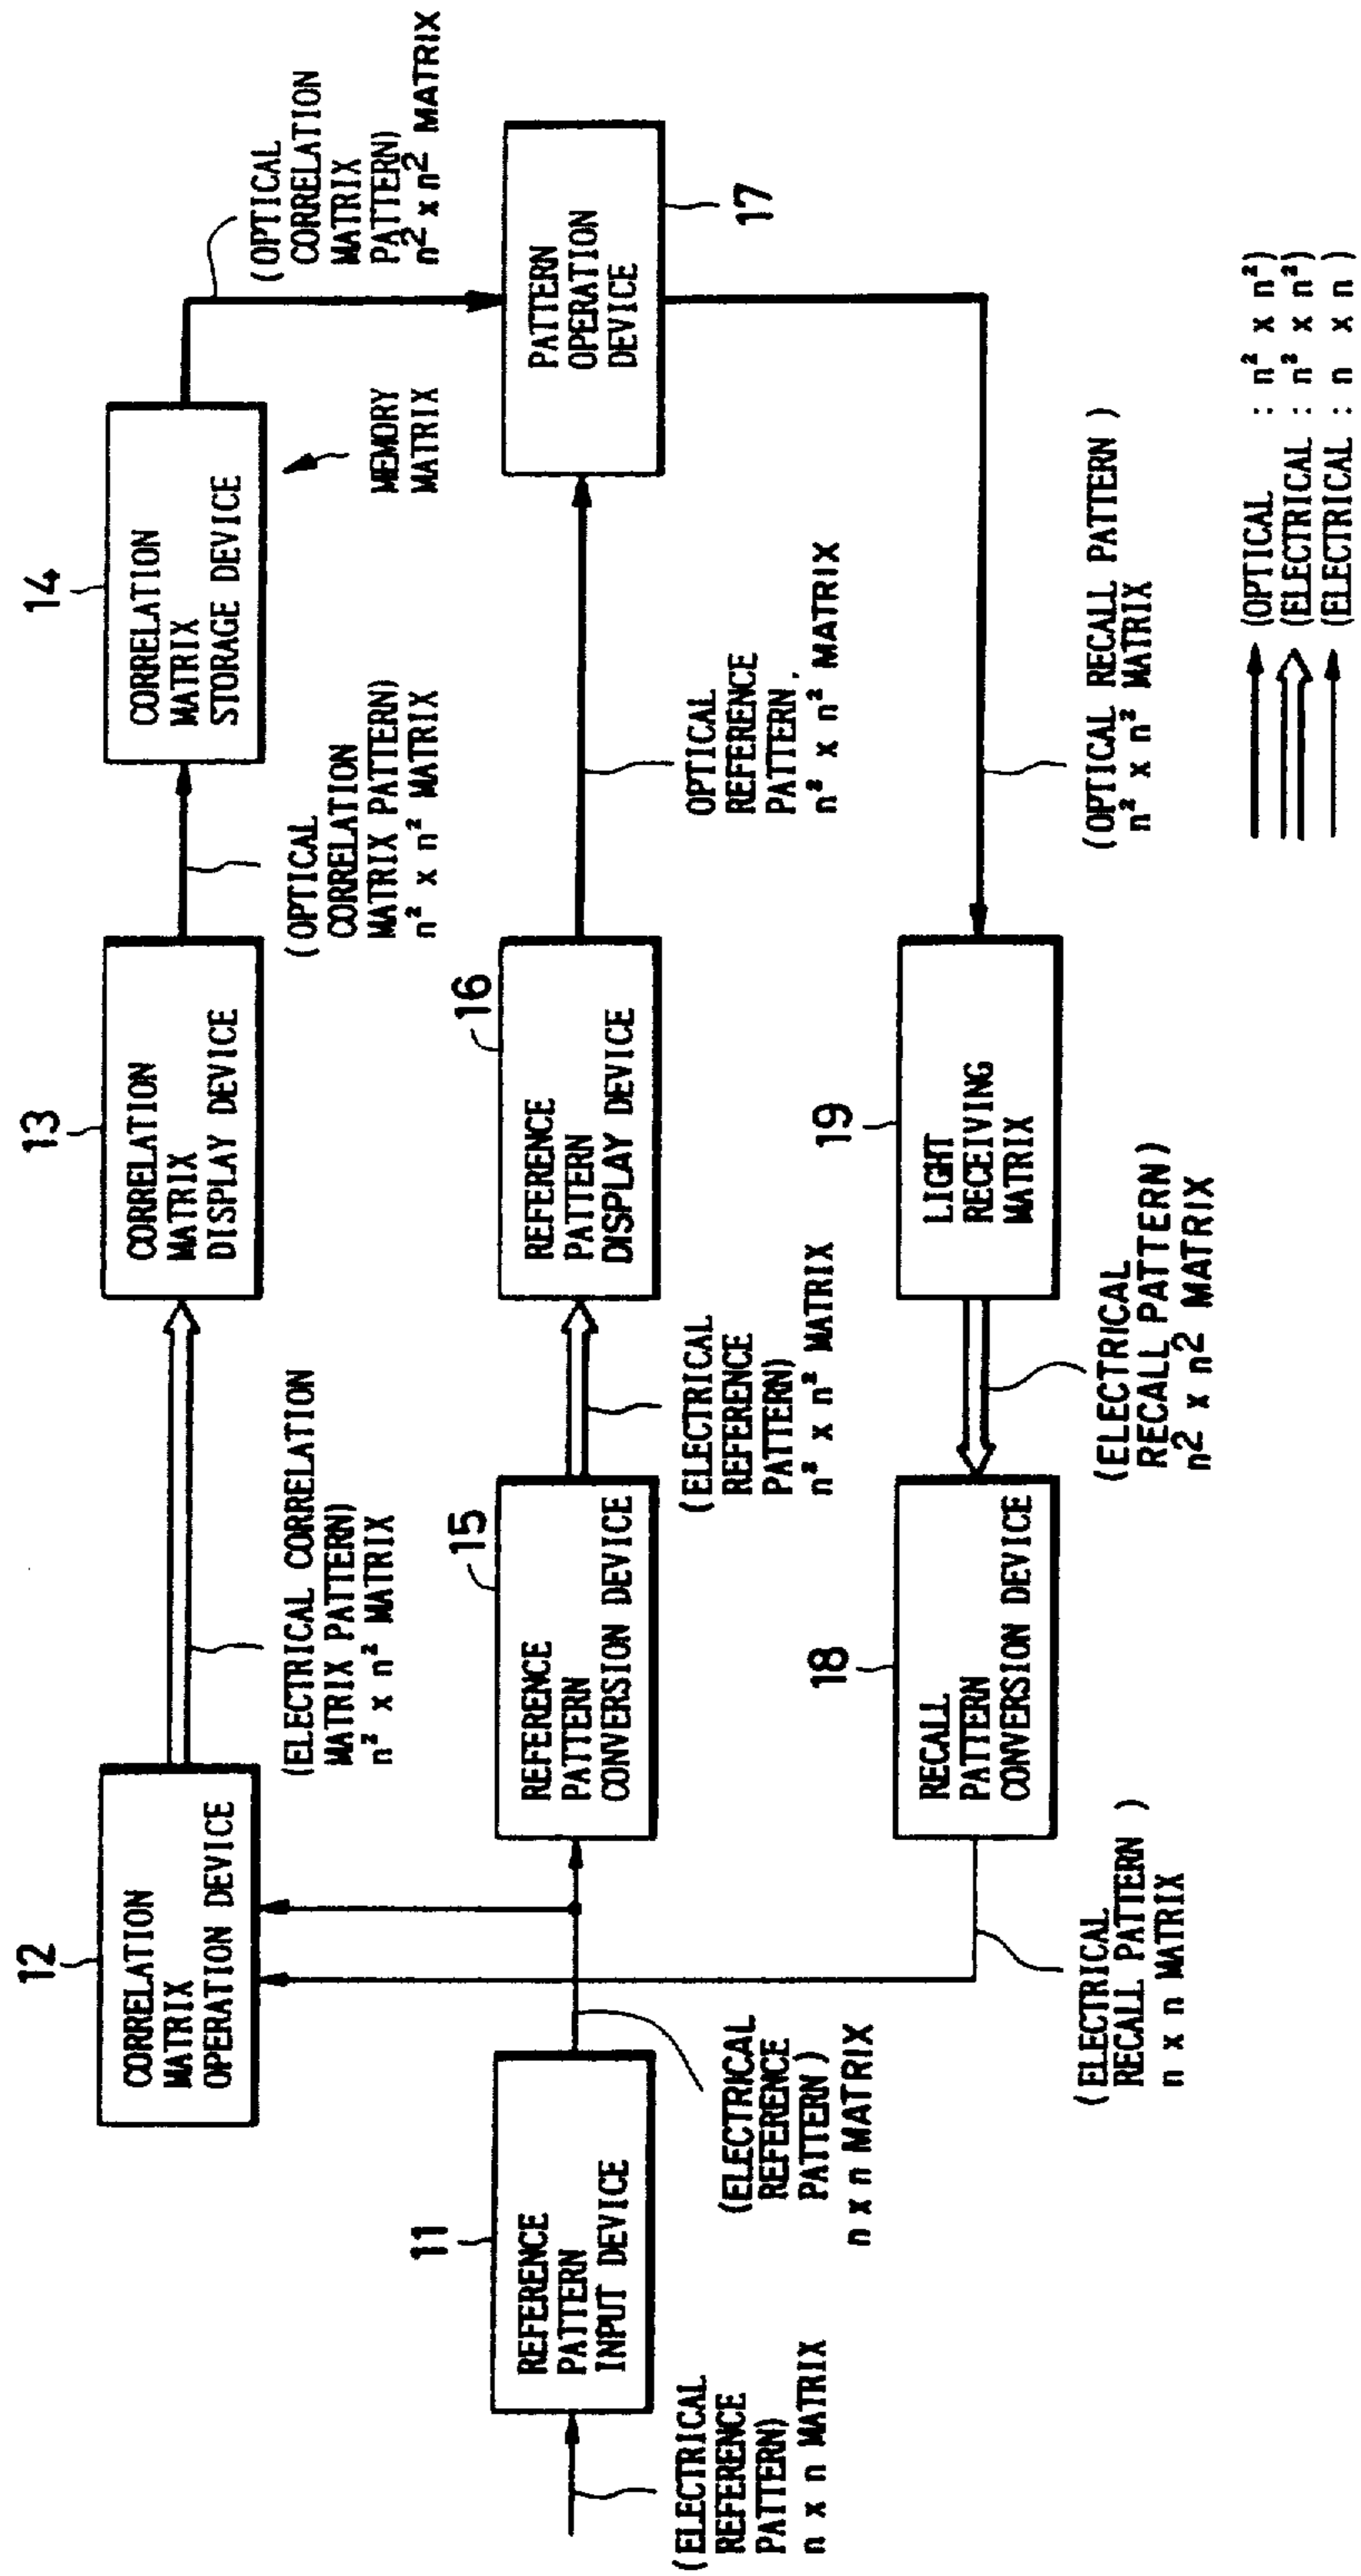 12
CORRELATION
MATRIX
OPERATION DEVICE
(ELECTRICAL CORRELATION
MATRIX PATTERN)
n² x n² MATRIX
13
CORRELATION
MATRIX
DISPLAY DEVICE
(OPTICAL
CORRELATION
MATRIX PATTERN)
n² x n² MATRIX
14
CORRELATION
MATRIX
STORAGE DEVICE
MEMORY
MATRIX
(OPTICAL
CORRELATION
MATRIX
PATTERN)
n² x n² MATRIX
(ELECTRICAL
REFERENCE
PATTERN)
n x n MATRIX
11
REFERENCE
PATTERN
INPUT DEVICE
(ELECTRICAL
REFERENCE
PATTERN)
n x n MATRIX
15
REFERENCE
PATTERN
CONVERSION DEVICE
(ELECTRICAL
REFERENCE
PATTERN)
n² x n² MATRIX
16
REFERENCE
PATTERN
DISPLAY DEVICE
OPTICAL
REFERENCE
PATTERN,
n² x n² MATRIX
PATTERN
OPERATION
DEVICE
17
(ELECTRICAL
RECALL PATTERN )
n x n MATRIX
18
RECALL
PATTERN
CONVERSION DEVICE
(ELECTRICAL
RECALL PATTERN)
n² x n² MATRIX
19
LIGHT
RECEIVING
MATRIX
(OPTICAL RECALL PATTERN )
n² x n² MATRIX
(OPTICAL : n² x n²)
(ELECTRICAL : n² x n²)
(ELECTRICAL : n x n )